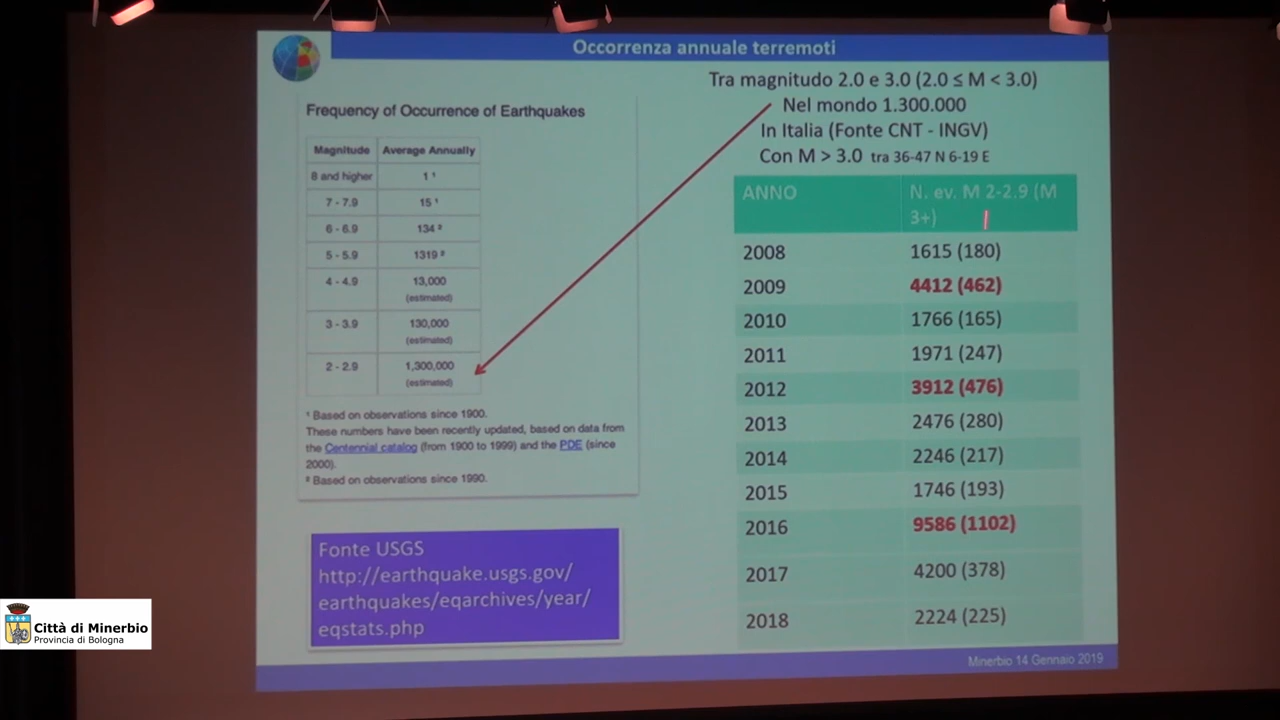 Occorrenza annuale terremoti
Frequency of Occurrence of Earthquakes
Magnitude Average Annually
8 and higher 1 ¹
7 - 7.9 15 ¹
6 - 6.9 134 ²
5 - 5.9 1319 ²
4 - 4.9 13,000
(estimated)
3 - 3.9 130,000
(estimated)
2 - 2.9 1,300,000
(estimated)
¹ Based on observations since 1900.
These numbers have been recently updated, based on data from
the Centennial catalog (from 1900 to 1999) and the PDE (since
2000).
² Based on observations since 1990.
Fonte USGS
http://earthquake.usgs.gov/
earthquakes/eqarchives/year/
eqstats.php
Tra magnitudo 2.0 e 3.0 (2.0 ≤ M < 3.0)
Nel mondo 1.300.000
In Italia (Fonte CNT - INGV)
Con M > 3.0 tra 36-47 N 6-19 E
ANNO N. ev. M 2-2.9 (M
3+)
2008 1615 (180)
2009 4412 (462)
2010 1766 (165)
2011 1971 (247)
2012 3912 (476)
2013 2476 (280)
2014 2246 (217)
2015 1746 (193)
2016 9586 (1102)
2017 4200 (378)
2018 2224 (225)
Minerbio 14 Gennaio 2019
Città di Minerbio
Provincia di Bologna